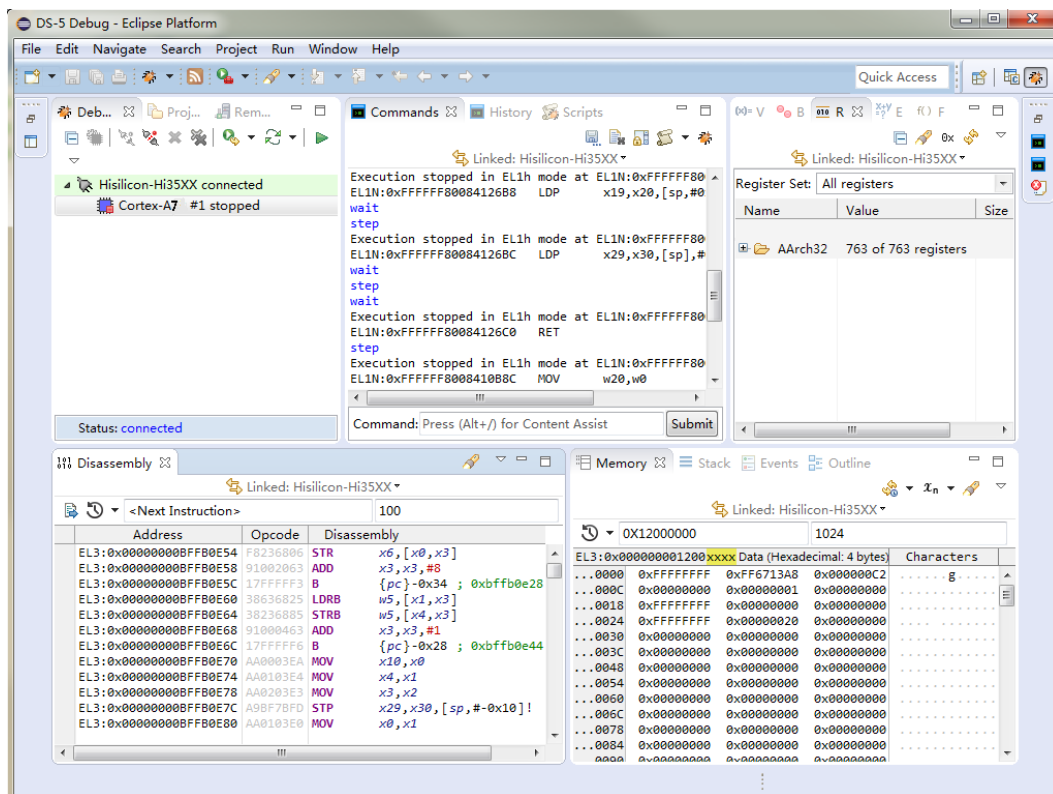 DS-5 Debug - Eclipse Platform
File Edit Navigate Search Project Run Window Help
Quick Access
Deb... Proj... Rem...
Hisilicon-Hi35XX connected
Cortex-A7 #1 stopped
Status: connected
Commands History Scripts
Linked: Hisilicon-Hi35XX
Execution stopped in EL1h mode at EL1N:0xFFFFFF80
EL1N:0xFFFFFF80084126B8 LDP x19,x20,[sp,#0
wait
step
Execution stopped in EL1h mode at EL1N:0xFFFFFF80
EL1N:0xFFFFFF80084126BC LDP x29,x30,[sp],#
wait
step
wait
Execution stopped in EL1h mode at EL1N:0xFFFFFF80
EL1N:0xFFFFFF80084126C0 RET
step
Execution stopped in EL1h mode at EL1N:0xFFFFFF80
EL1N:0xFFFFFF8008410B8C MOV w20,w0
Command: Press (Alt+/) for Content Assist Submit
(x)= V B 010 R x+y E f() F
0x
Linked: Hisilicon-Hi35XX
Register Set: All registers
Name Value Size
AArch32 763 of 763 registers
Disassembly
Linked: Hisilicon-Hi35XX
<Next Instruction> 100
Address Opcode Disassembly
EL3:0x00000000BFFB0E54 F8236806 STR x6,[x0,x3]
EL3:0x00000000BFFB0E58 91002063 ADD x3,x3,#8
EL3:0x00000000BFFB0E5C 17FFFFF3 B {pc}-0x34 ; 0xbffb0e28
EL3:0x00000000BFFB0E60 38636825 LDRB w5,[x1,x3]
EL3:0x00000000BFFB0E64 38236885 STRB w5,[x4,x3]
EL3:0x00000000BFFB0E68 91000463 ADD x3,x3,#1
EL3:0x00000000BFFB0E6C 17FFFFF6 B {pc}-0x28 ; 0xbffb0e44
EL3:0x00000000BFFB0E70 AA0003EA MOV x10,x0
EL3:0x00000000BFFB0E74 AA0103E4 MOV x4,x1
EL3:0x00000000BFFB0E78 AA0203E3 MOV x3,x2
EL3:0x00000000BFFB0E7C A9BF7BFD STP x29,x30,[sp,#-0x10]!
EL3:0x00000000BFFB0E80 AA0103E0 MOV x0,x1
Memory Stack Events Outline
Linked: Hisilicon-Hi35XX
0X12000000 1024
EL3:0x000000001200xxxx Data (Hexadecimal: 4 bytes) Characters
...0000 0xFFFFFFFF 0xFF6713A8 0x000000C2 ......g.....
...000C 0x00000000 0x00000001 0x00000000 ............
...0018 0xFFFFFFFF 0x00000000 0x00000000 ............
...0024 0xFFFFFFFF 0x00000020 0x00000000 .... .......
...0030 0x00000000 0x00000000 0x00000000 ............
...003C 0x00000000 0x00000000 0x00000000 ............
...0048 0x00000000 0x00000000 0x00000000 ............
...0054 0x00000000 0x00000000 0x00000000 ............
...0060 0x00000000 0x00000000 0x00000000 ............
...006C 0x00000000 0x00000000 0x00000000 ............
...0078 0x00000000 0x00000000 0x00000000 ............
...0084 0x00000000 0x00000000 0x00000000 ............
...0090 0x00000000 0x00000000 0x00000000